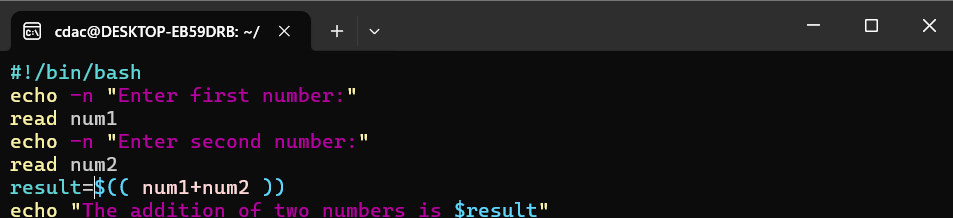 cdac@DESKTOP-EB59DRB: ~/
#!/bin/bash
echo -n "Enter first number:"
read num1
echo -n "Enter second number:"
read num2
result=$(( num1+num2 ))
echo "The addition of two numbers is $result"